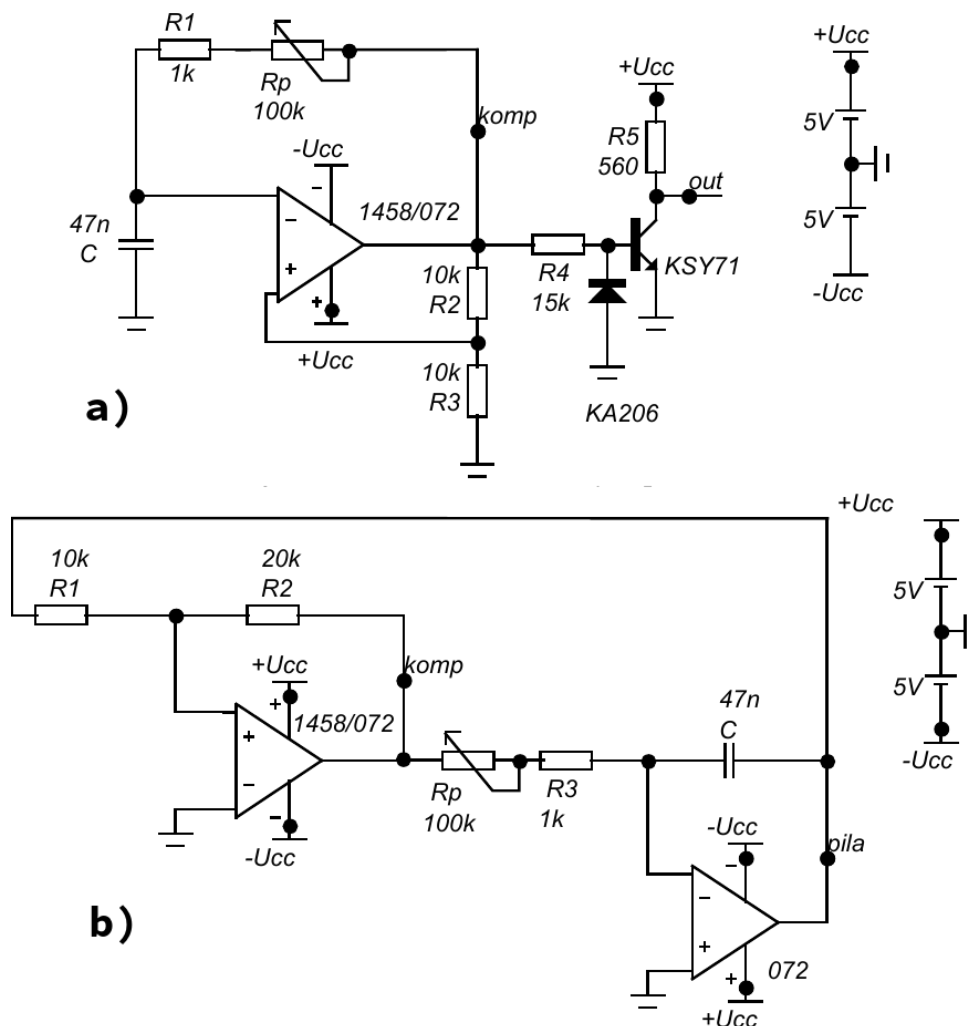 R1
1k
Rp
100k
komp
+Ucc
R5
560
out
+Ucc
5V
5V
-Ucc
-Ucc
1458/072
47n
C
10k
R2
R4
15k
KSY71
+Ucc
10k
R3
KA206
a)
+Ucc
5V
5V
-Ucc
10k
R1
20k
R2
komp
+Ucc
1458/072
-Ucc
Rp
100k
R3
1k
47n
C
-Ucc
pila
072
+Ucc
b)